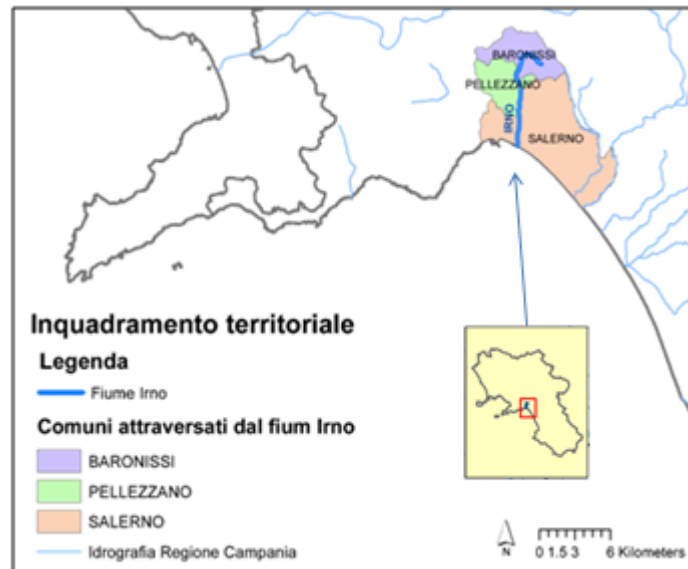 BARONISSI
PELLEZZANO
IRNO
SALERNO
Inquadramento territoriale
Legenda
Fiume Irno
Comuni attraversati dal fium Irno
BARONISSI
PELLEZZANO
SALERNO
Idrografia Regione Campania
N
0 1.5 3 6 Kilometers